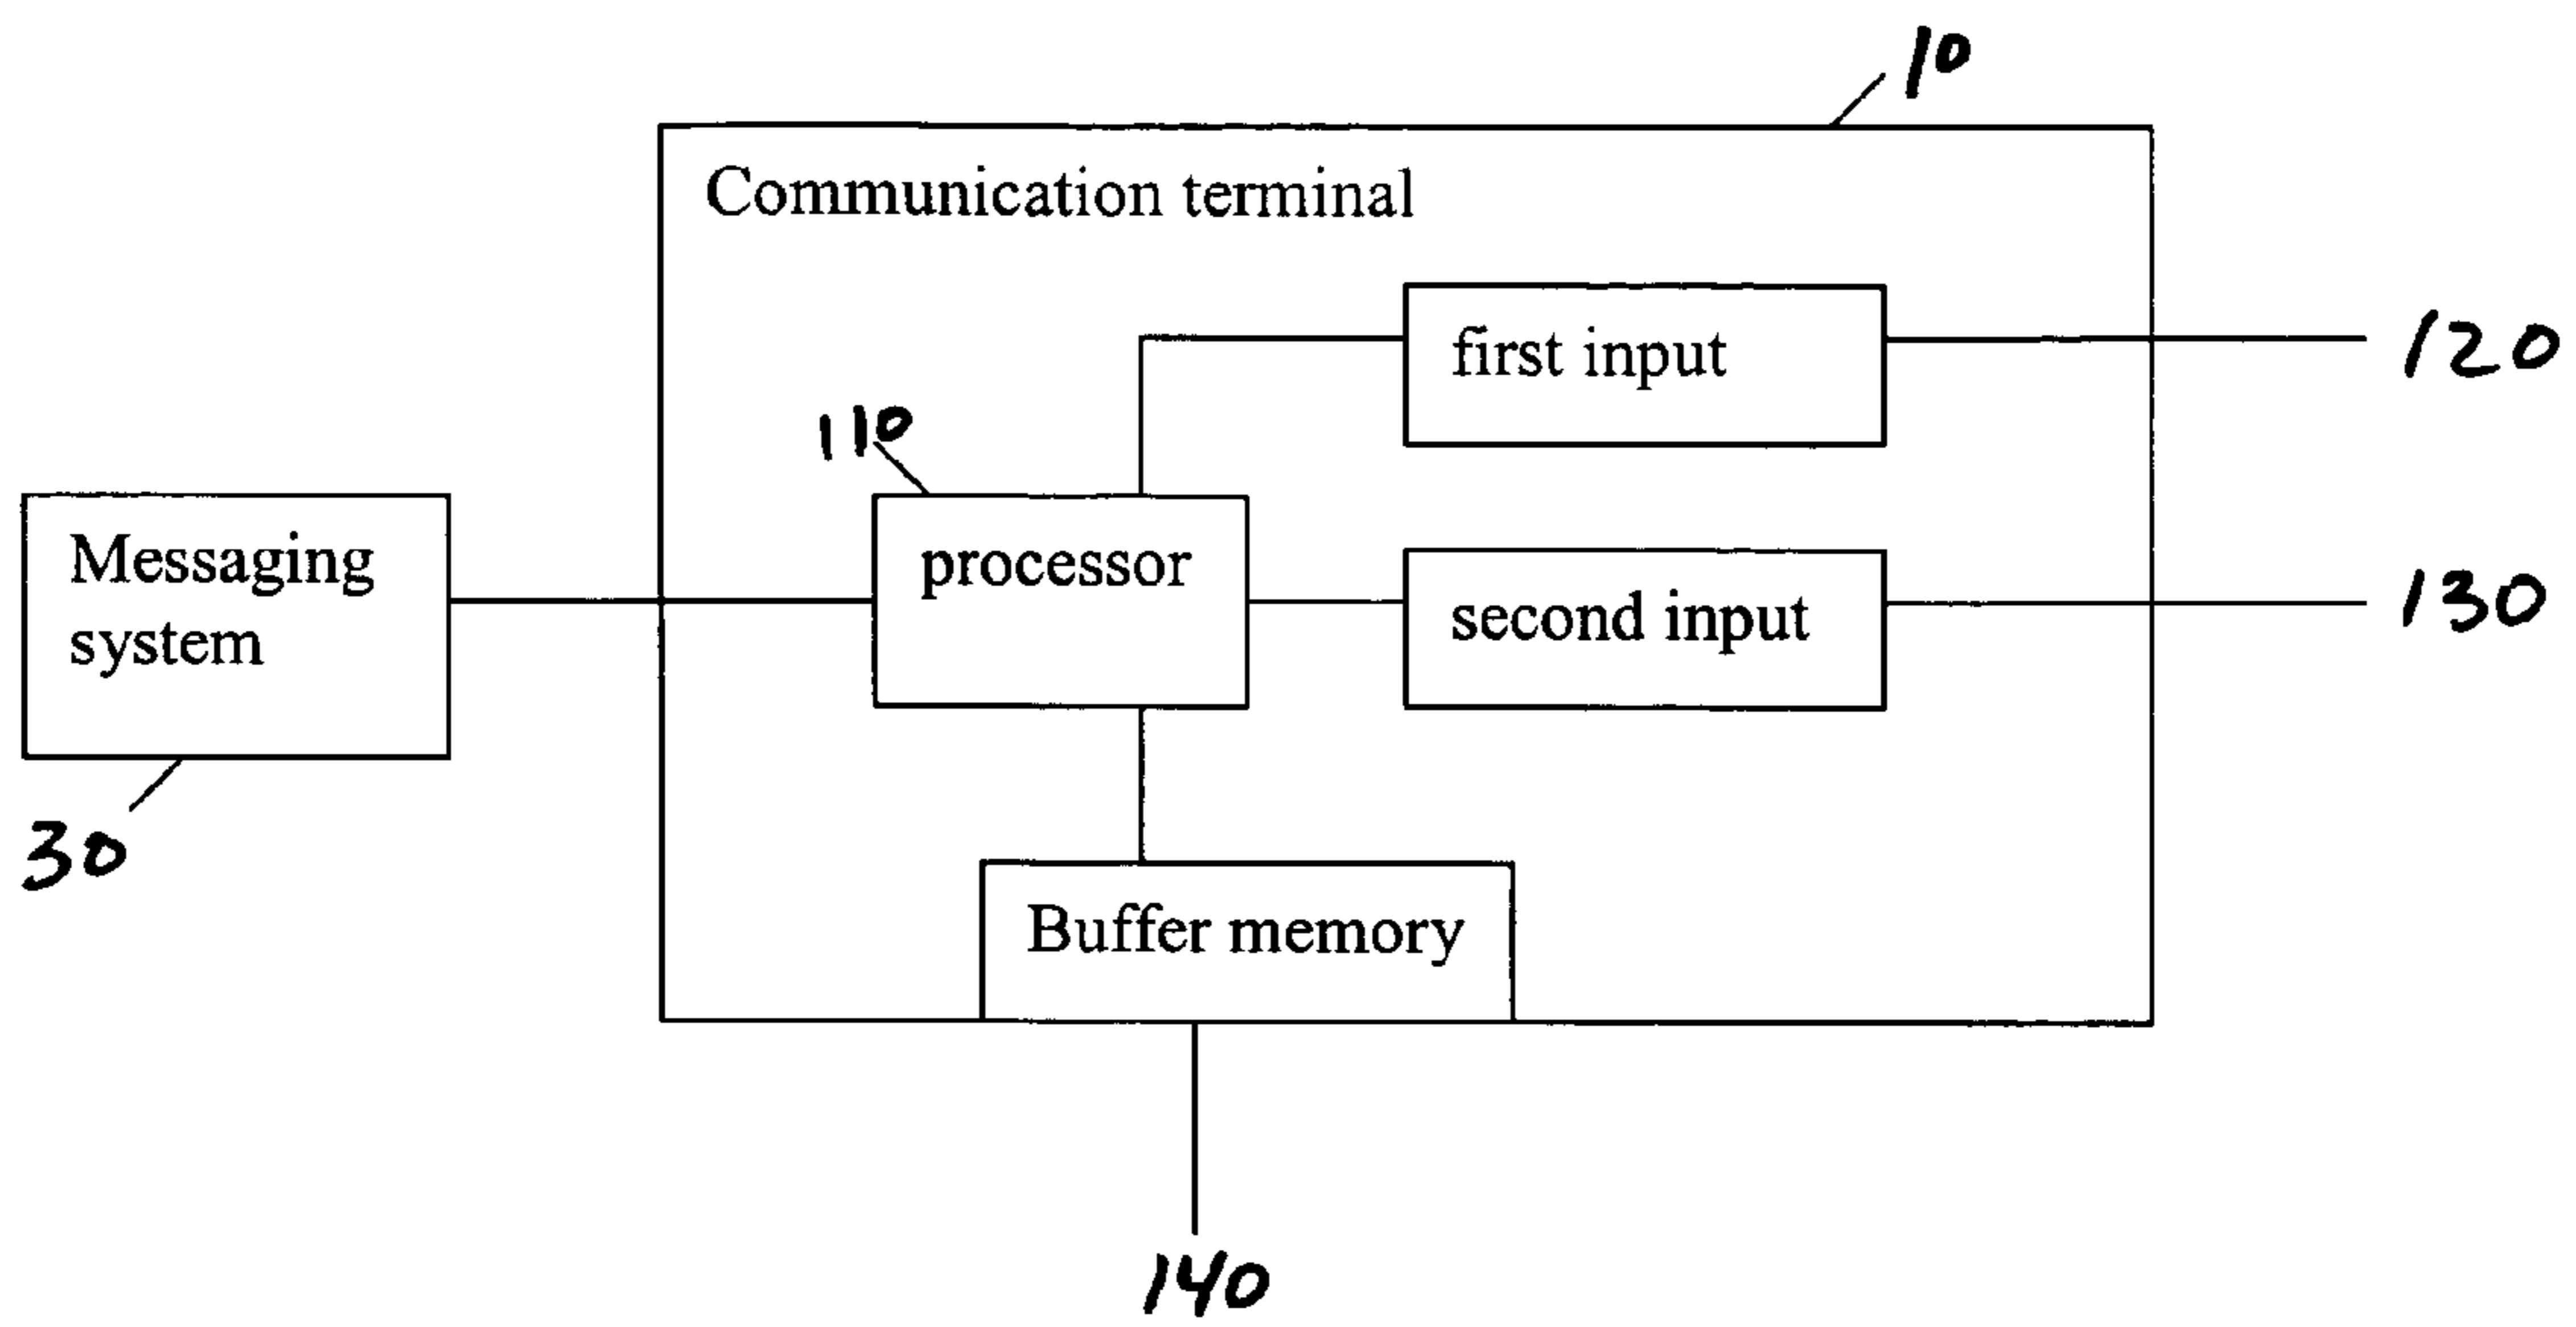 10
Communication terminal
first input
120
110
Messaging
system
processor
second input
130
30
Buffer memory
140